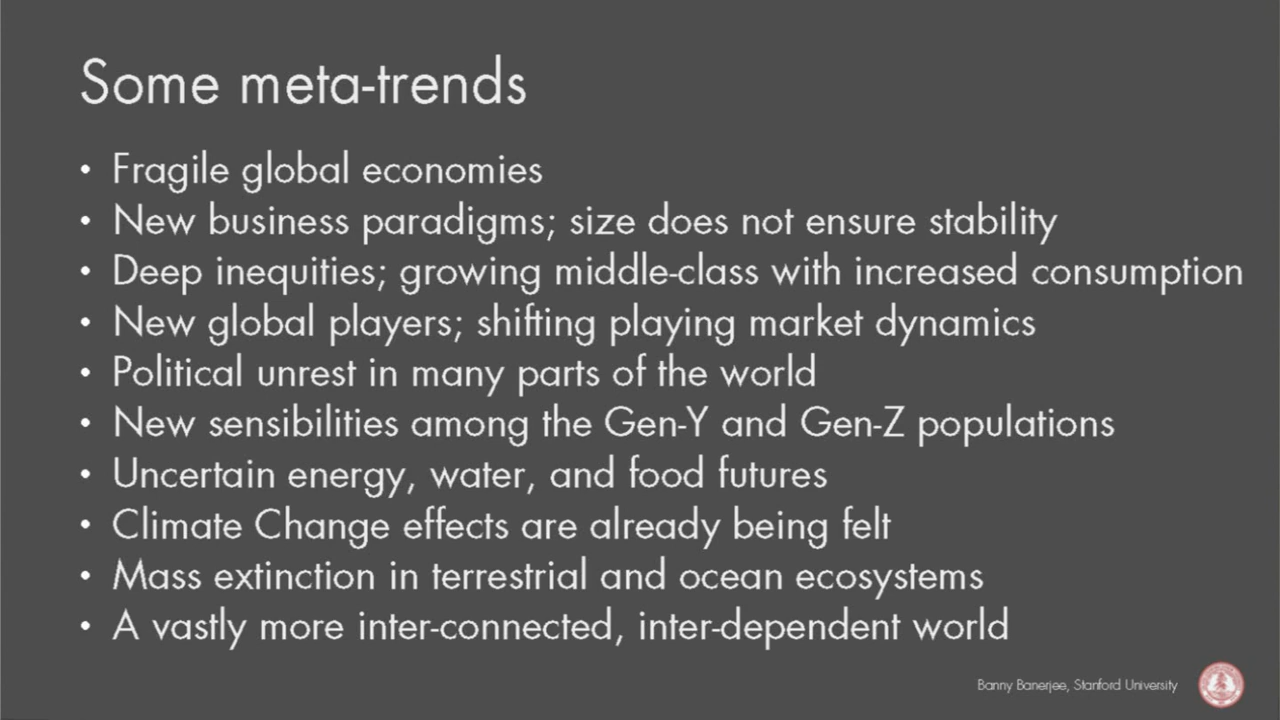 Some meta-trends
• Fragile global economies
• New business paradigms; size does not ensure stability
• Deep inequities; growing middle-class with increased consumption
• New global players; shifting playing market dynamics
• Political unrest in many parts of the world
• New sensibilities among the Gen-Y and Gen-Z populations
• Uncertain energy, water, and food futures
• Climate Change effects are already being felt
• Mass extinction in terrestrial and ocean ecosystems
• A vastly more inter-connected, inter-dependent world
Banny Banerjee, Stanford University